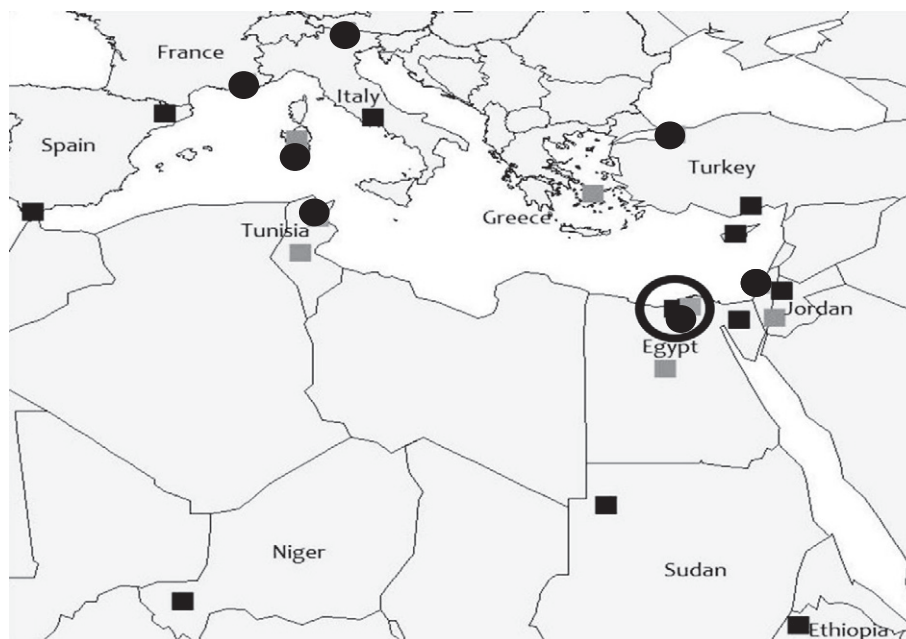 France
Italy
Spain
Turkey
Greece
Tunisia
Jordan
Egypt
Niger
Sudan
Ethiopia